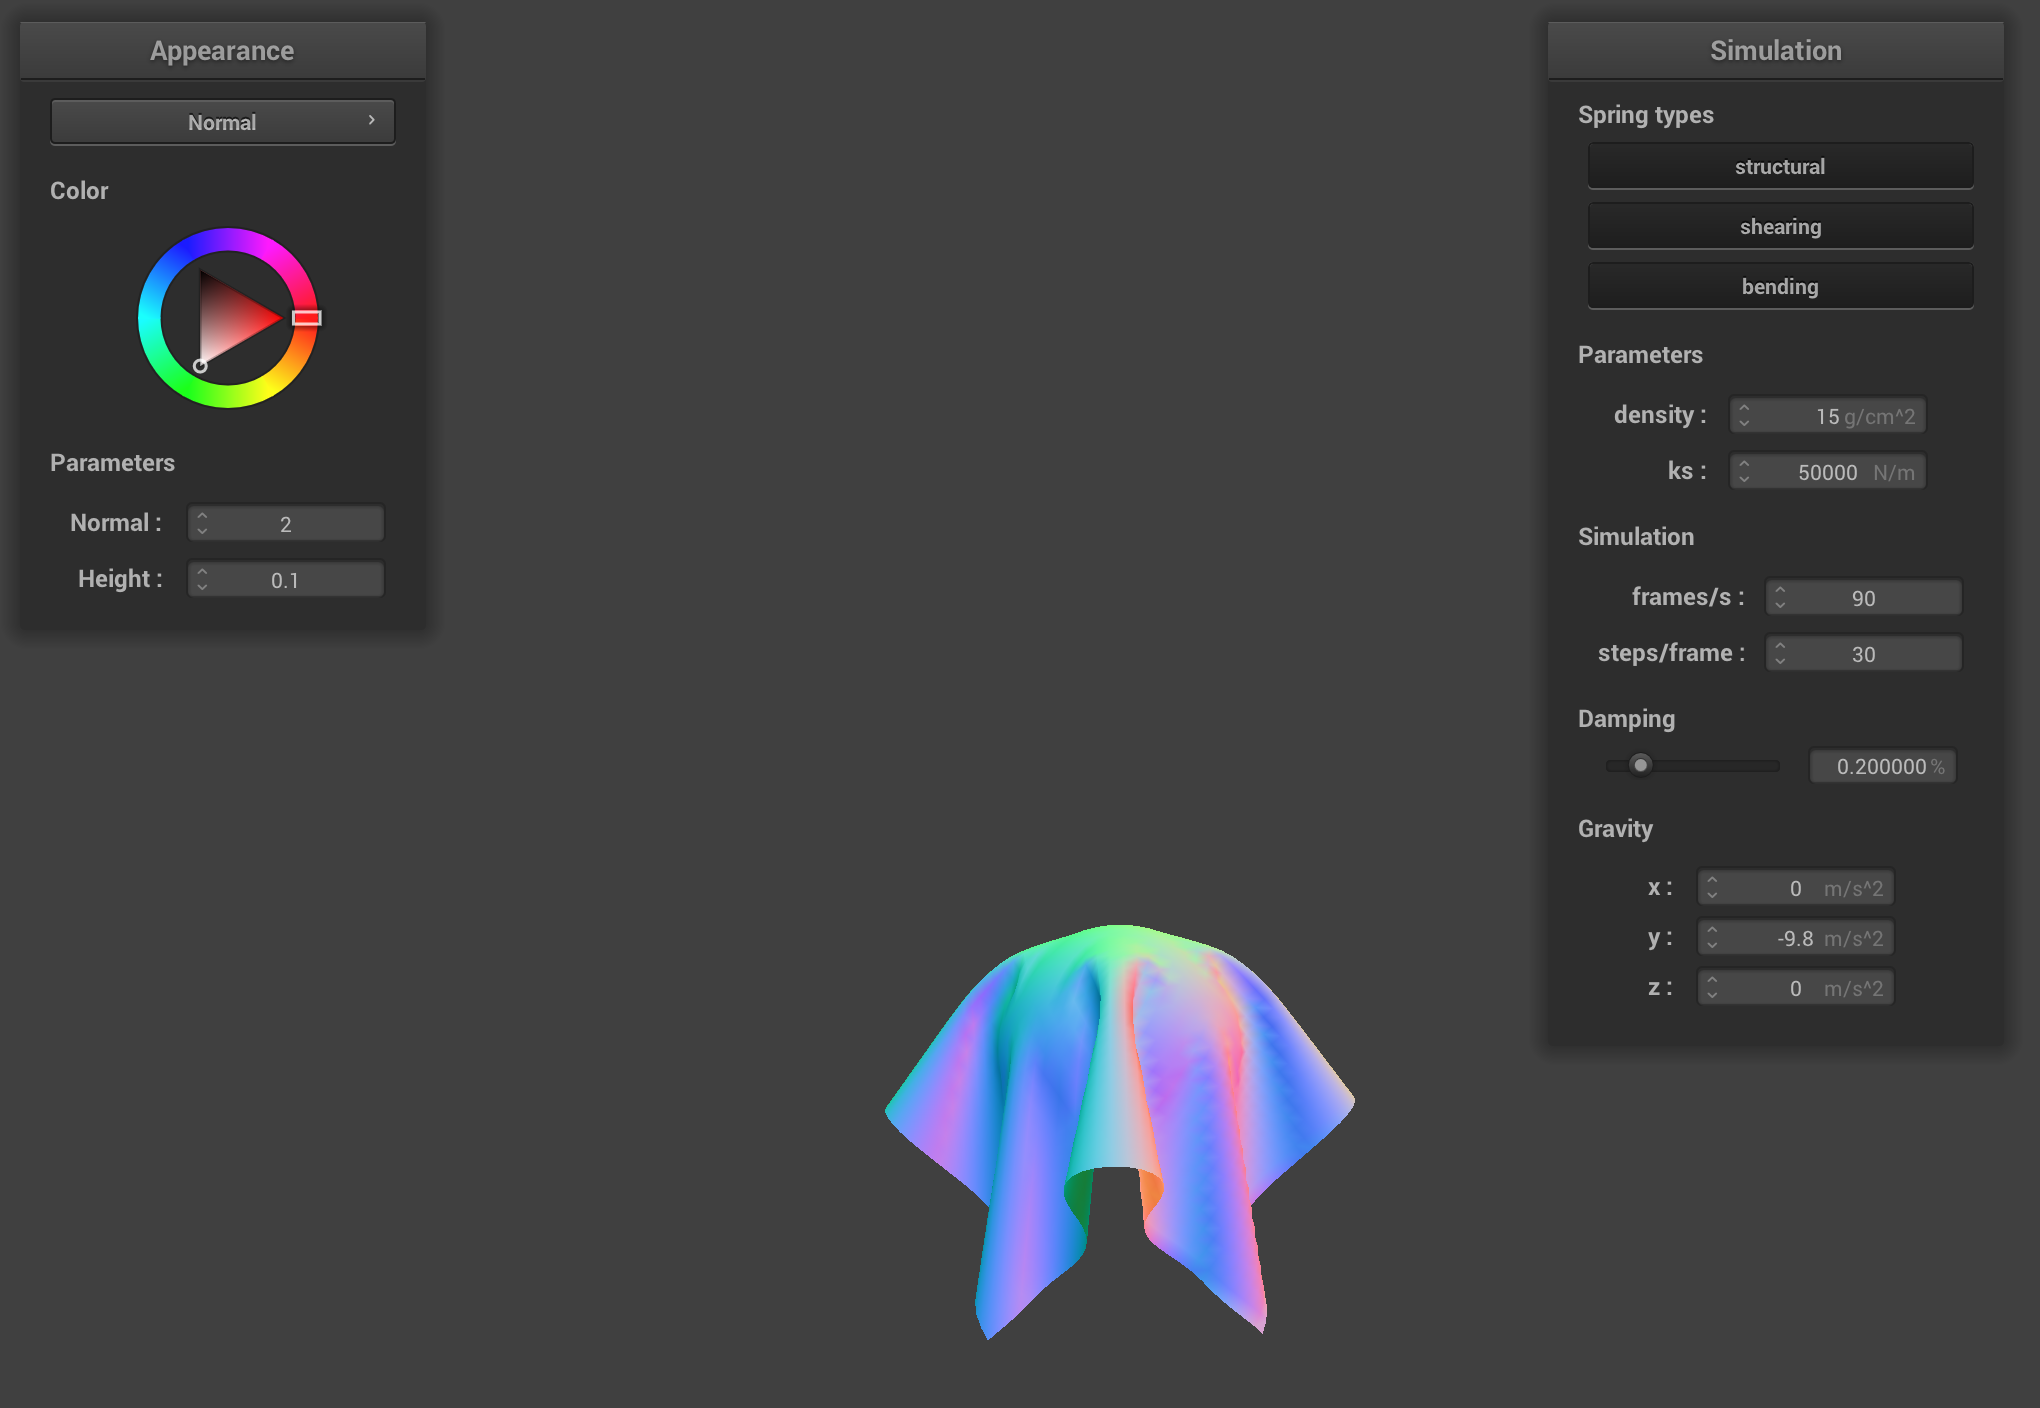 Appearance
Normal
Color
Parameters
Normal : 2
Height : 0.1
Simulation
Spring types
structural
shearing
bending
Parameters
density : 15 g/cm^2
ks : 50000 N/m
Simulation
frames/s : 90
steps/frame : 30
Damping
0.200000 %
Gravity
x : 0 m/s^2
y : -9.8 m/s^2
z : 0 m/s^2